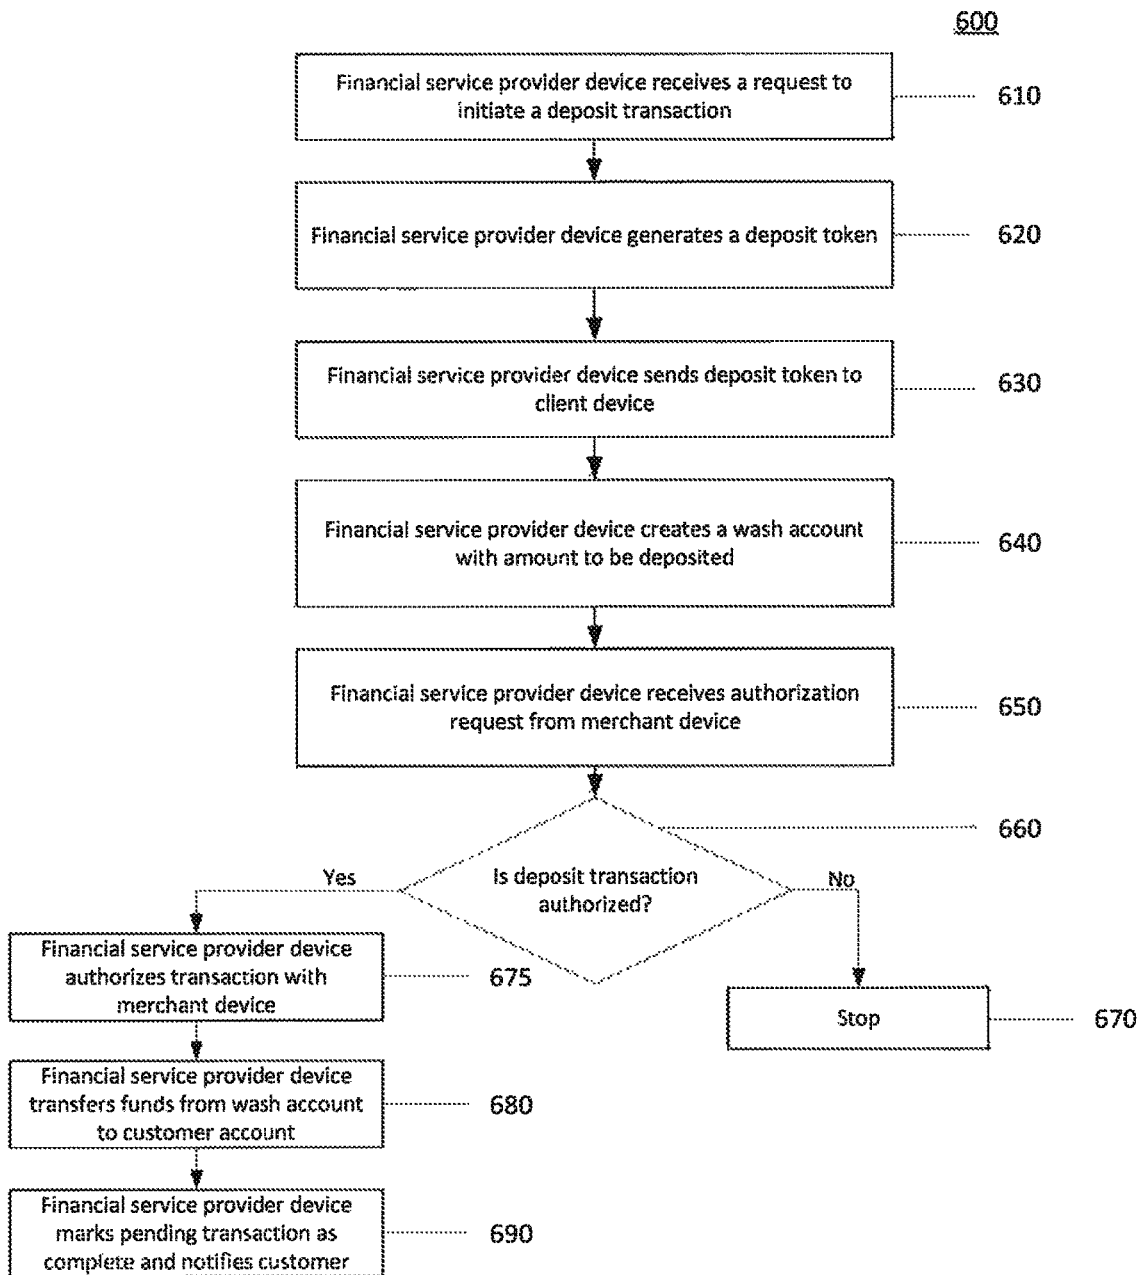 600
Financial service provider device receives a request to
initiate a deposit transaction
610
Financial service provider device generates a deposit token
620
Financial service provider device sends deposit token to
client device
630
Financial service provider device creates a wash account
with amount to be deposited
640
Financial service provider device receives authorization
request from merchant device
650
660
Is deposit transaction
authorized?
Yes
No
Financial service provider device
authorizes transaction with
merchant device
675
Stop
670
Financial service provider device
transfers funds from wash account
to customer account
680
Financial service provider device
marks pending transaction as
complete and notifies customer
690